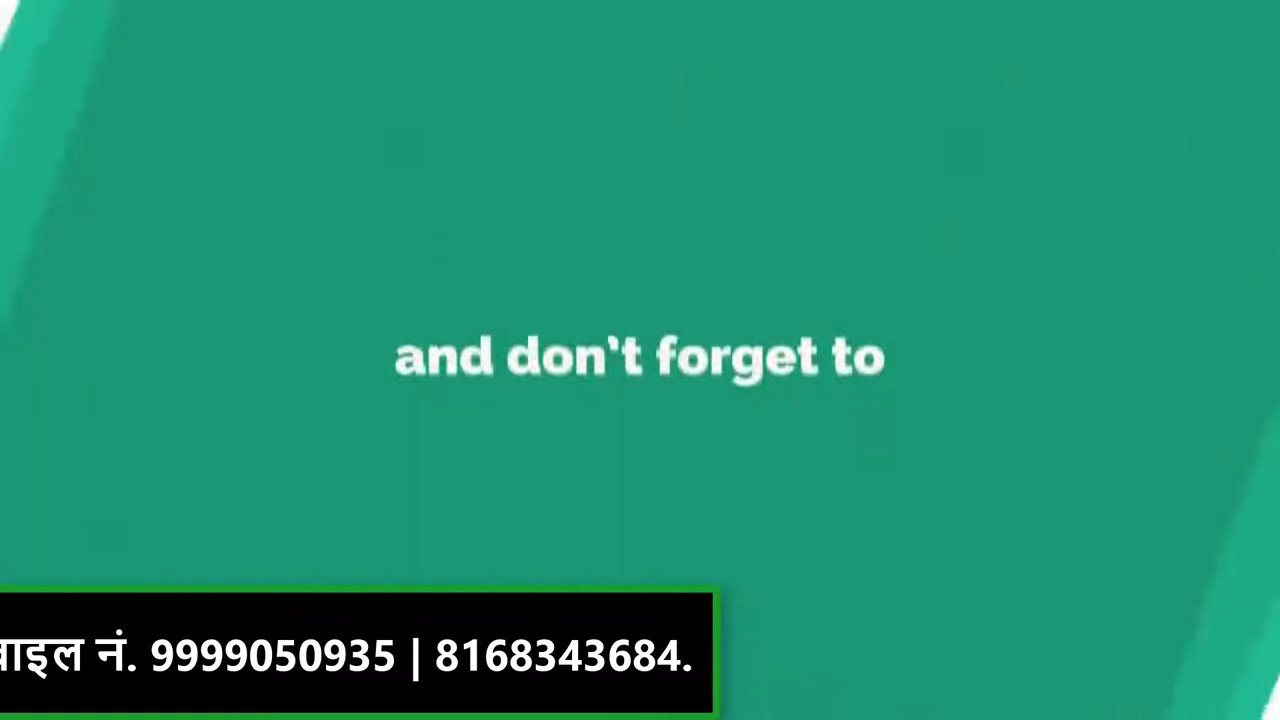 and don't forget to
नं. 9999050935 | 8168343684.